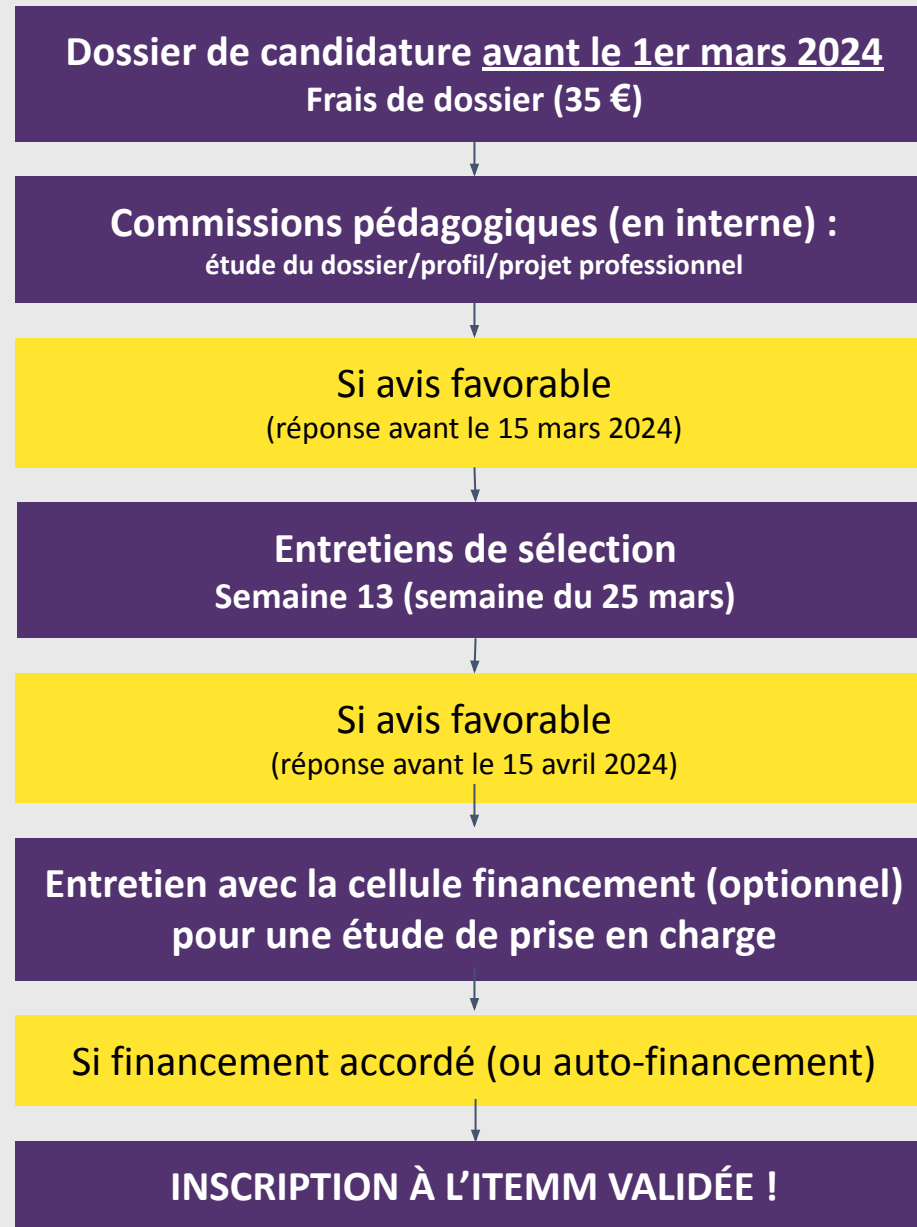 Dossier de candidature avant le 1er mars 2024
Frais de dossier (35 €)
Commissions pédagogiques (en interne) :
étude du dossier/profil/projet professionnel
Si avis favorable
(réponse avant le 15 mars 2024)
Entretiens de sélection
Semaine 13 (semaine du 25 mars)
Si avis favorable
(réponse avant le 15 avril 2024)
Entretien avec la cellule financement (optionnel)
pour une étude de prise en charge
Si financement accordé (ou auto-financement)
INSCRIPTION À L’ITEMM VALIDÉE !